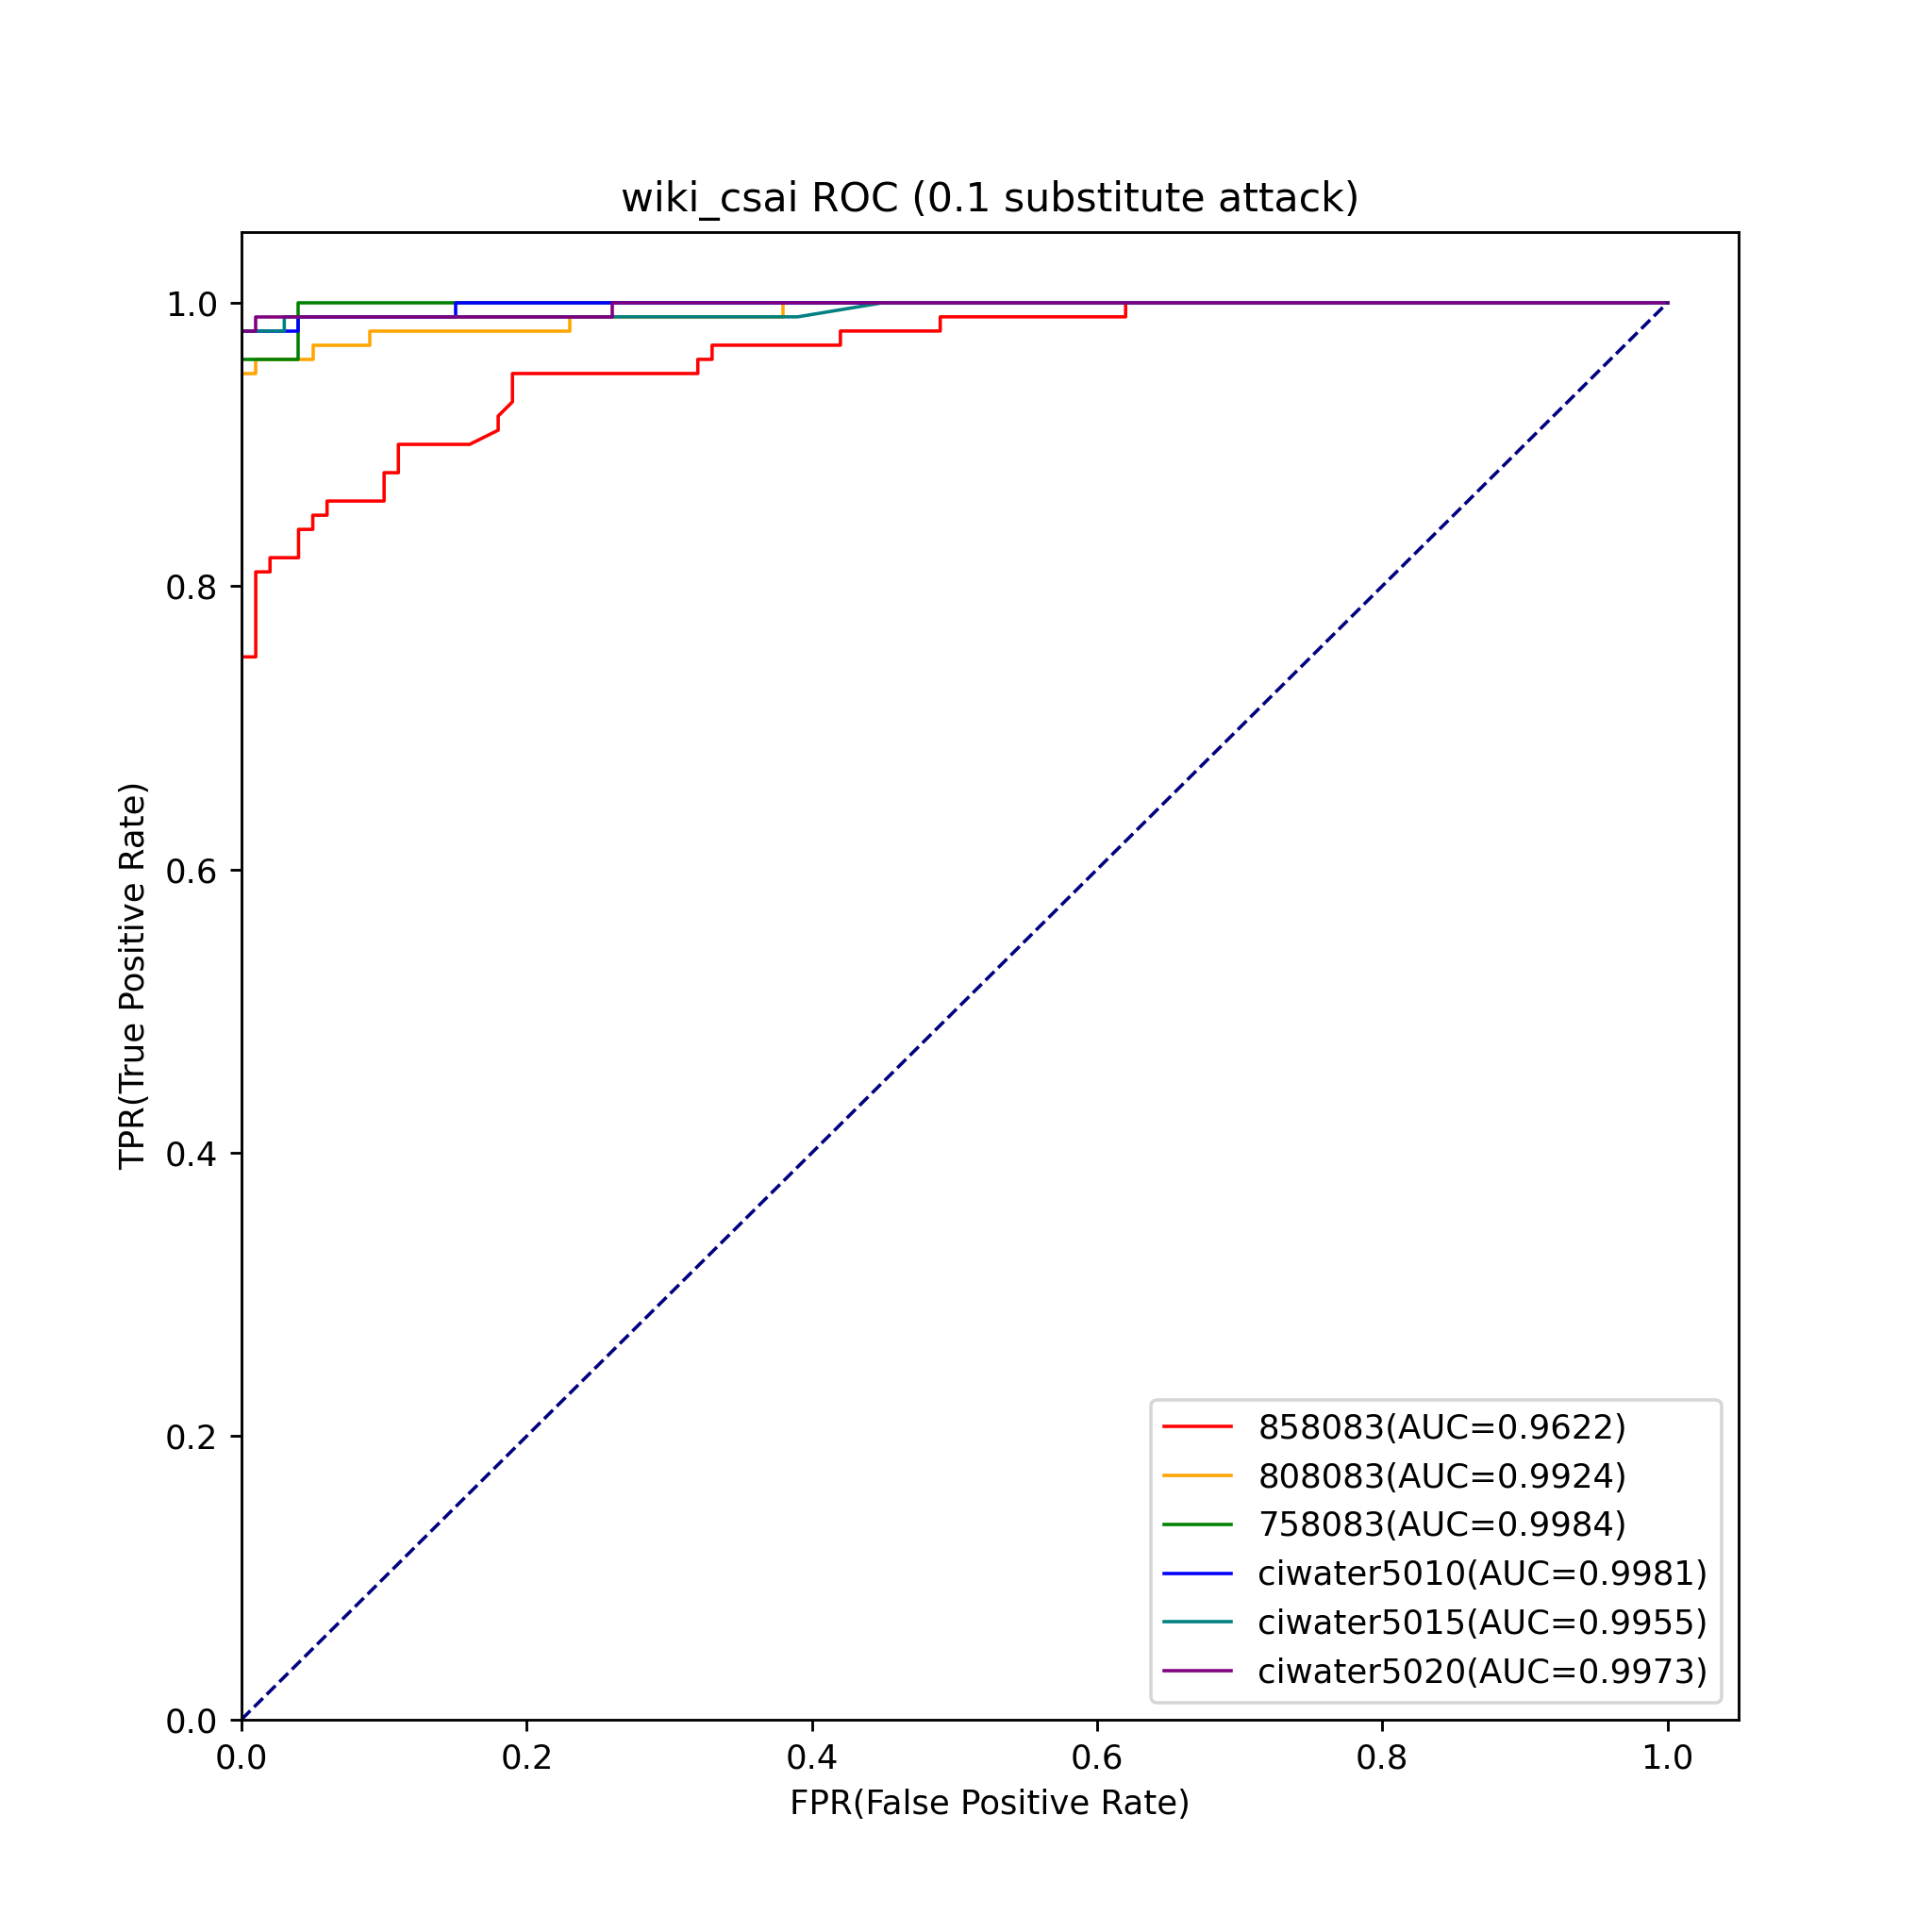 wiki_csai ROC (0.1 substitute attack)
TPR(True Positive Rate)
1.0
0.8
0.6
0.4
0.2
0.0
0.0 0.2 0.4 0.6 0.8 1.0
FPR(False Positive Rate)
858083(AUC=0.9622)
808083(AUC=0.9924)
758083(AUC=0.9984)
ciwater5010(AUC=0.9981)
ciwater5015(AUC=0.9955)
ciwater5020(AUC=0.9973)